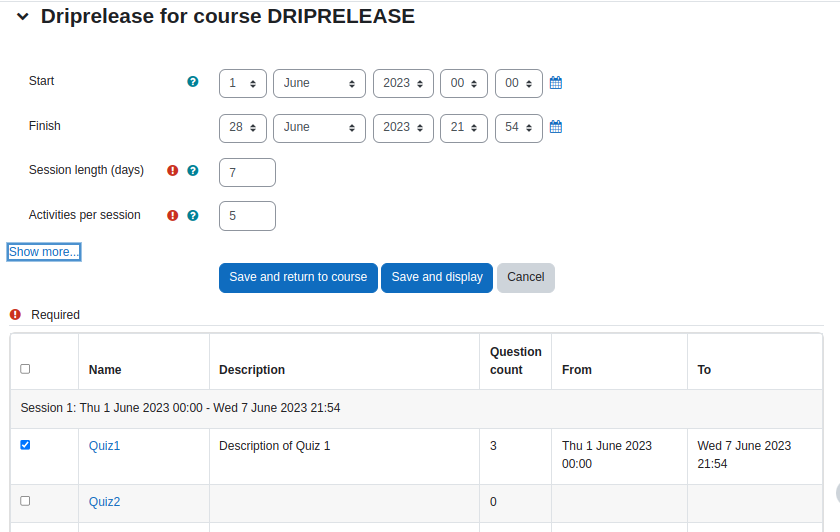 Driprelease for course DRIPRELEASE
Start 1 June 2023 00 00
Finish 28 June 2023 21 54
Session length (days) 7
Activities per session 5
Show more...
Save and return to course Save and display Cancel
Required
Name Description Question count From To
Session 1: Thu 1 June 2023 00:00 - Wed 7 June 2023 21:54
Quiz1 Description of Quiz 1 3 Thu 1 June 2023 00:00 Wed 7 June 2023 21:54
Quiz2 0